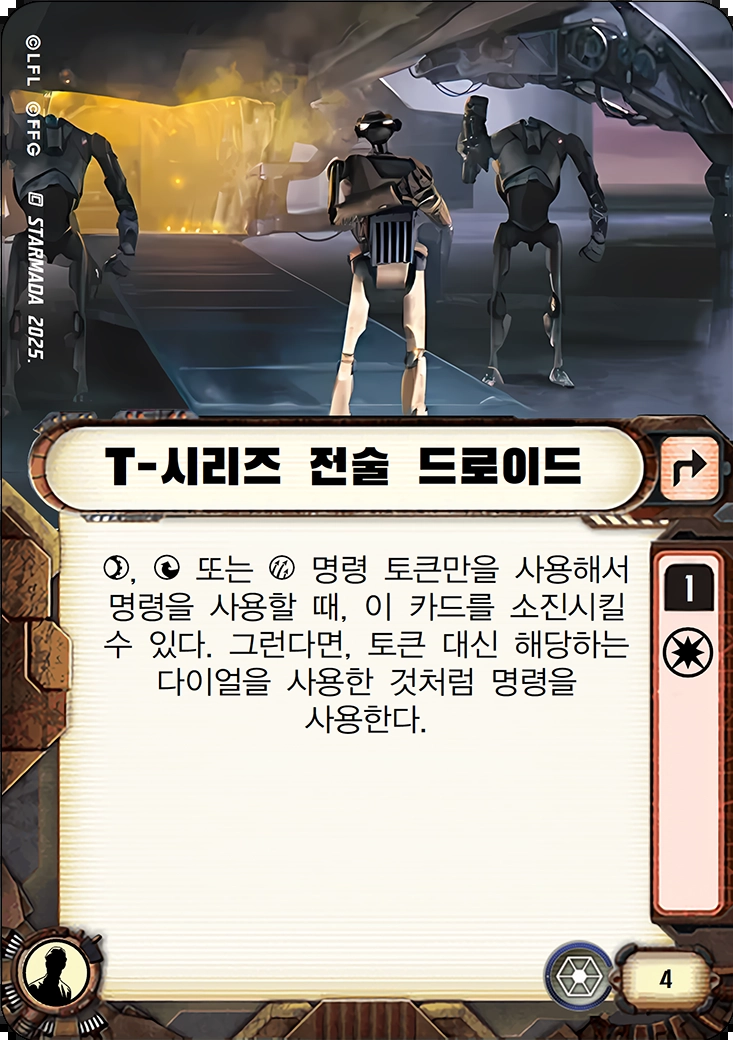 ©LFL ©FFG STARMADA 2025.
T-시리즈 전술 드로이드
, 또는 명령 토큰만을 사용해서
명령을 사용할 때, 이 카드를 소진시킬
수 있다. 그런다면, 토큰 대신 해당하는
다이얼을 사용한 것처럼 명령을
사용한다.
1
4